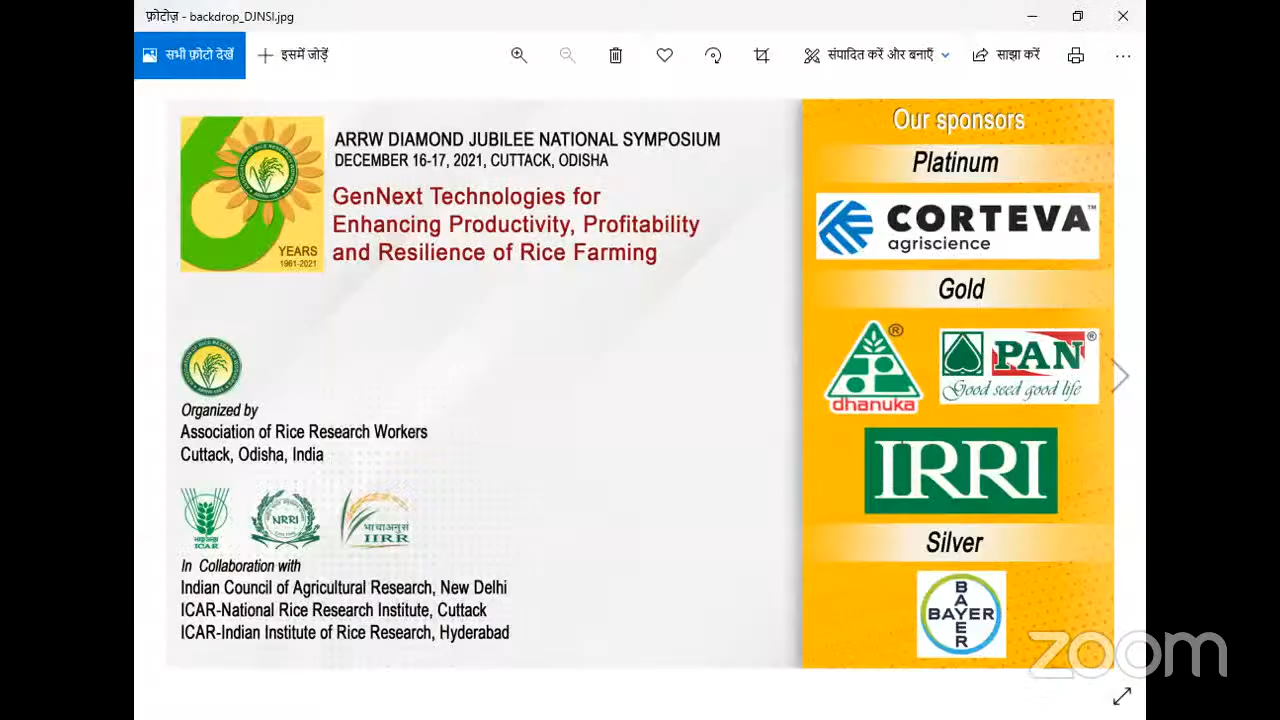 फ़ोटोज़ - backdrop_DJNSI.jpg
सभी फ़ोटो देखें
इसमें जोड़ें
संपादित करें और बनाएँ
साझा करें
ARRW DIAMOND JUBILEE NATIONAL SYMPOSIUM
DECEMBER 16-17, 2021, CUTTACK, ODISHA
GenNext Technologies for
Enhancing Productivity, Profitability
and Resilience of Rice Farming
YEARS
1961-2021
Organized by
Association of Rice Research Workers
Cuttack, Odisha, India
ICAR
NRRI
IIRR
In Collaboration with
Indian Council of Agricultural Research, New Delhi
ICAR-National Rice Research Institute, Cuttack
ICAR-Indian Institute of Rice Research, Hyderabad
Our sponsors
Platinum
CORTEVA™
agriscience
Gold
®
dhanuka
PAN®
Good seed good life
IRRI
Silver
BAYER
BAYER
zoom